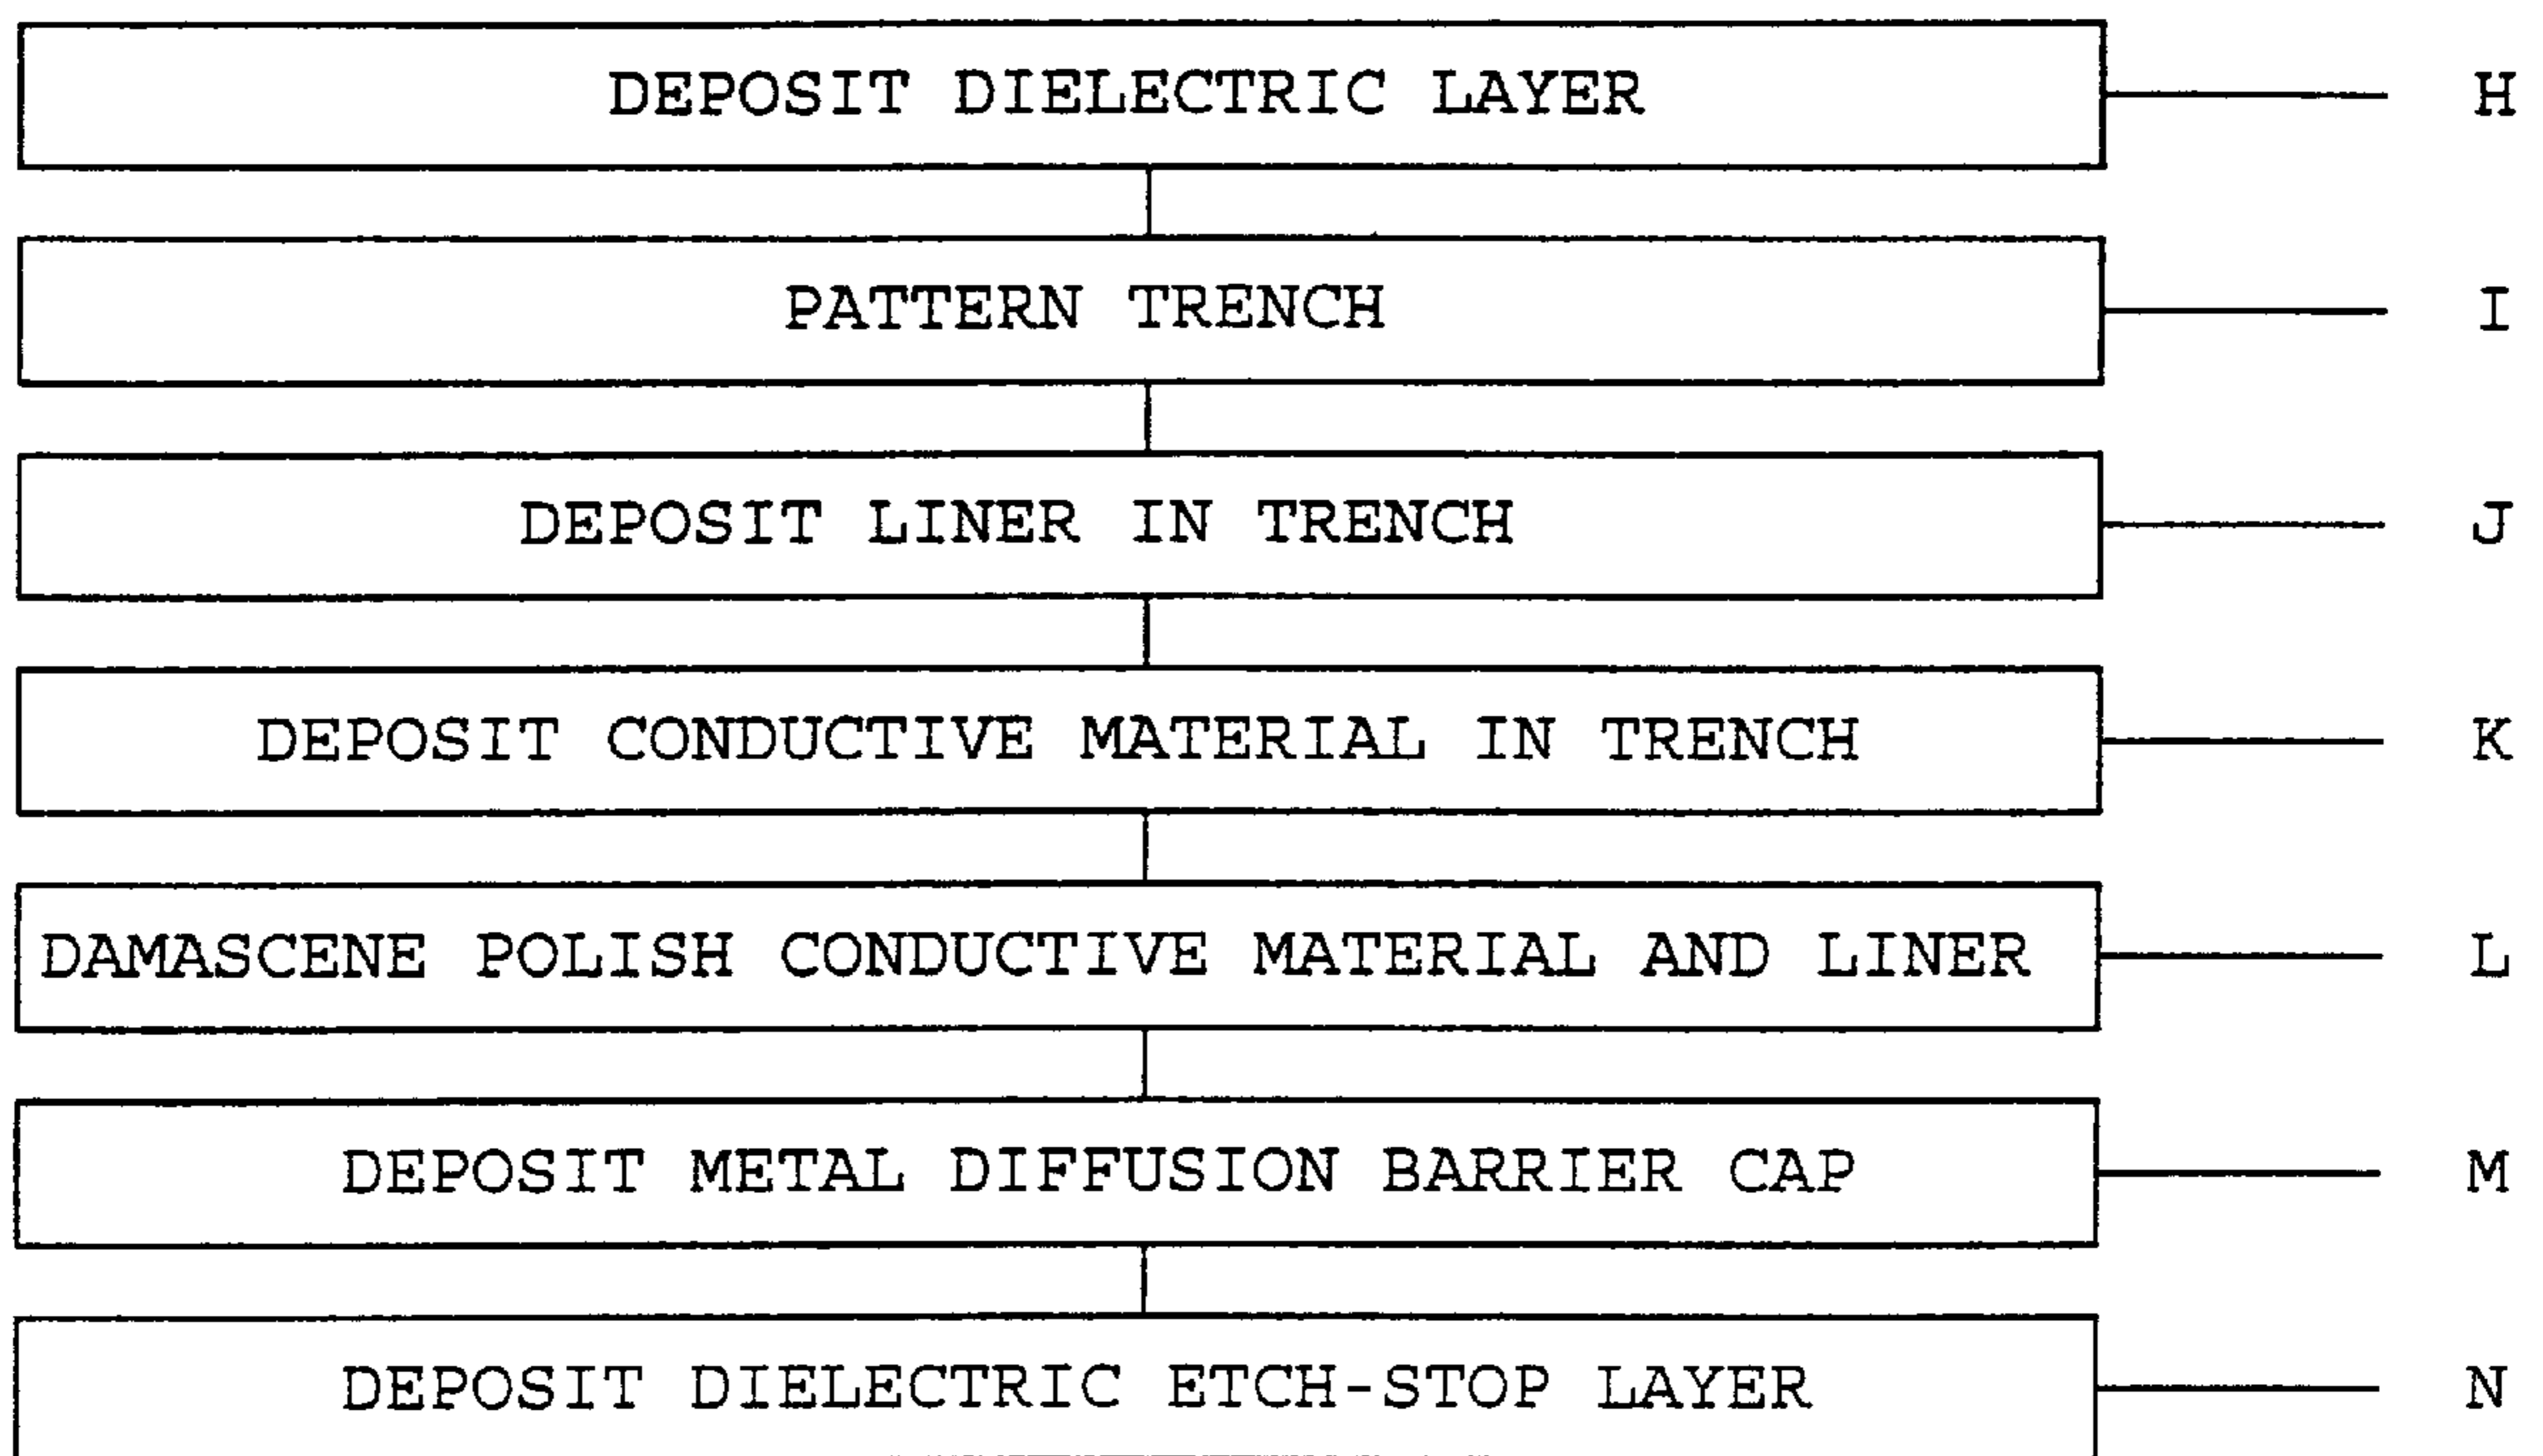 DEPOSIT DIELECTRIC LAYER H
PATTERN TRENCH I
DEPOSIT LINER IN TRENCH J
DEPOSIT CONDUCTIVE MATERIAL IN TRENCH K
DAMASCENE POLISH CONDUCTIVE MATERIAL AND LINER L
DEPOSIT METAL DIFFUSION BARRIER CAP M
DEPOSIT DIELECTRIC ETCH-STOP LAYER N